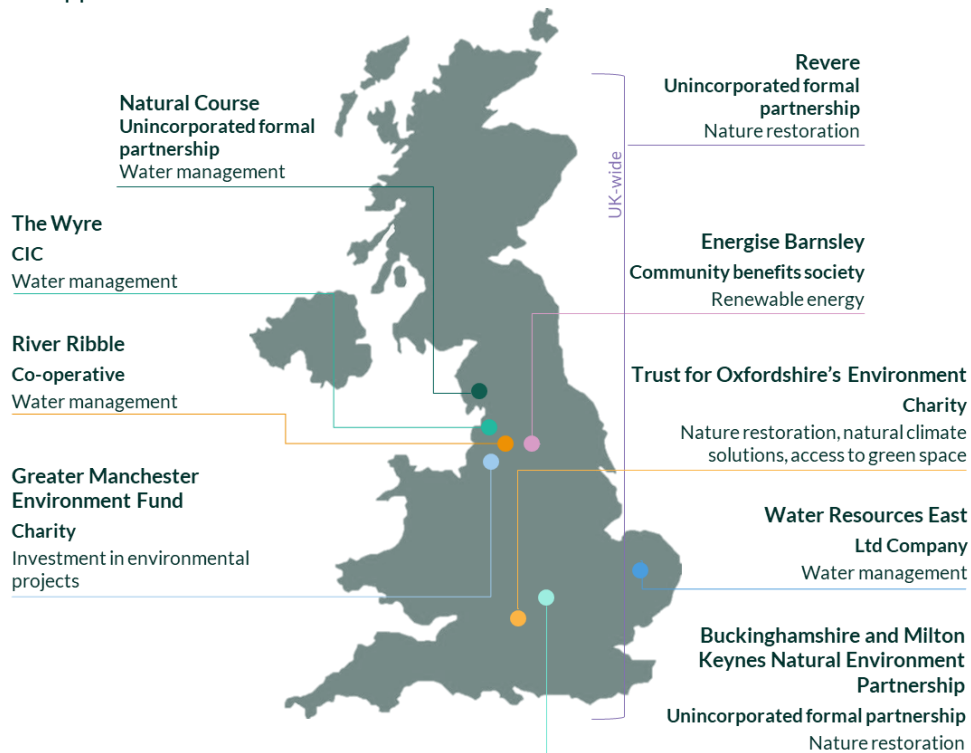 Natural Course
Unincorporated formal
partnership
Water management
The Wyre
CIC
Water management
River Ribble
Co-operative
Water management
Greater Manchester
Environment Fund
Charity
Investment in environmental
projects
UK-wide
Revere
Unincorporated formal
partnership
Nature restoration
Energise Barnsley
Community benefits society
Renewable energy
Trust for Oxfordshire’s Environment
Charity
Nature restoration, natural climate
solutions, access to green space
Water Resources East
Ltd Company
Water management
Buckinghamshire and Milton
Keynes Natural Environment
Partnership
Unincorporated formal partnership
Nature restoration